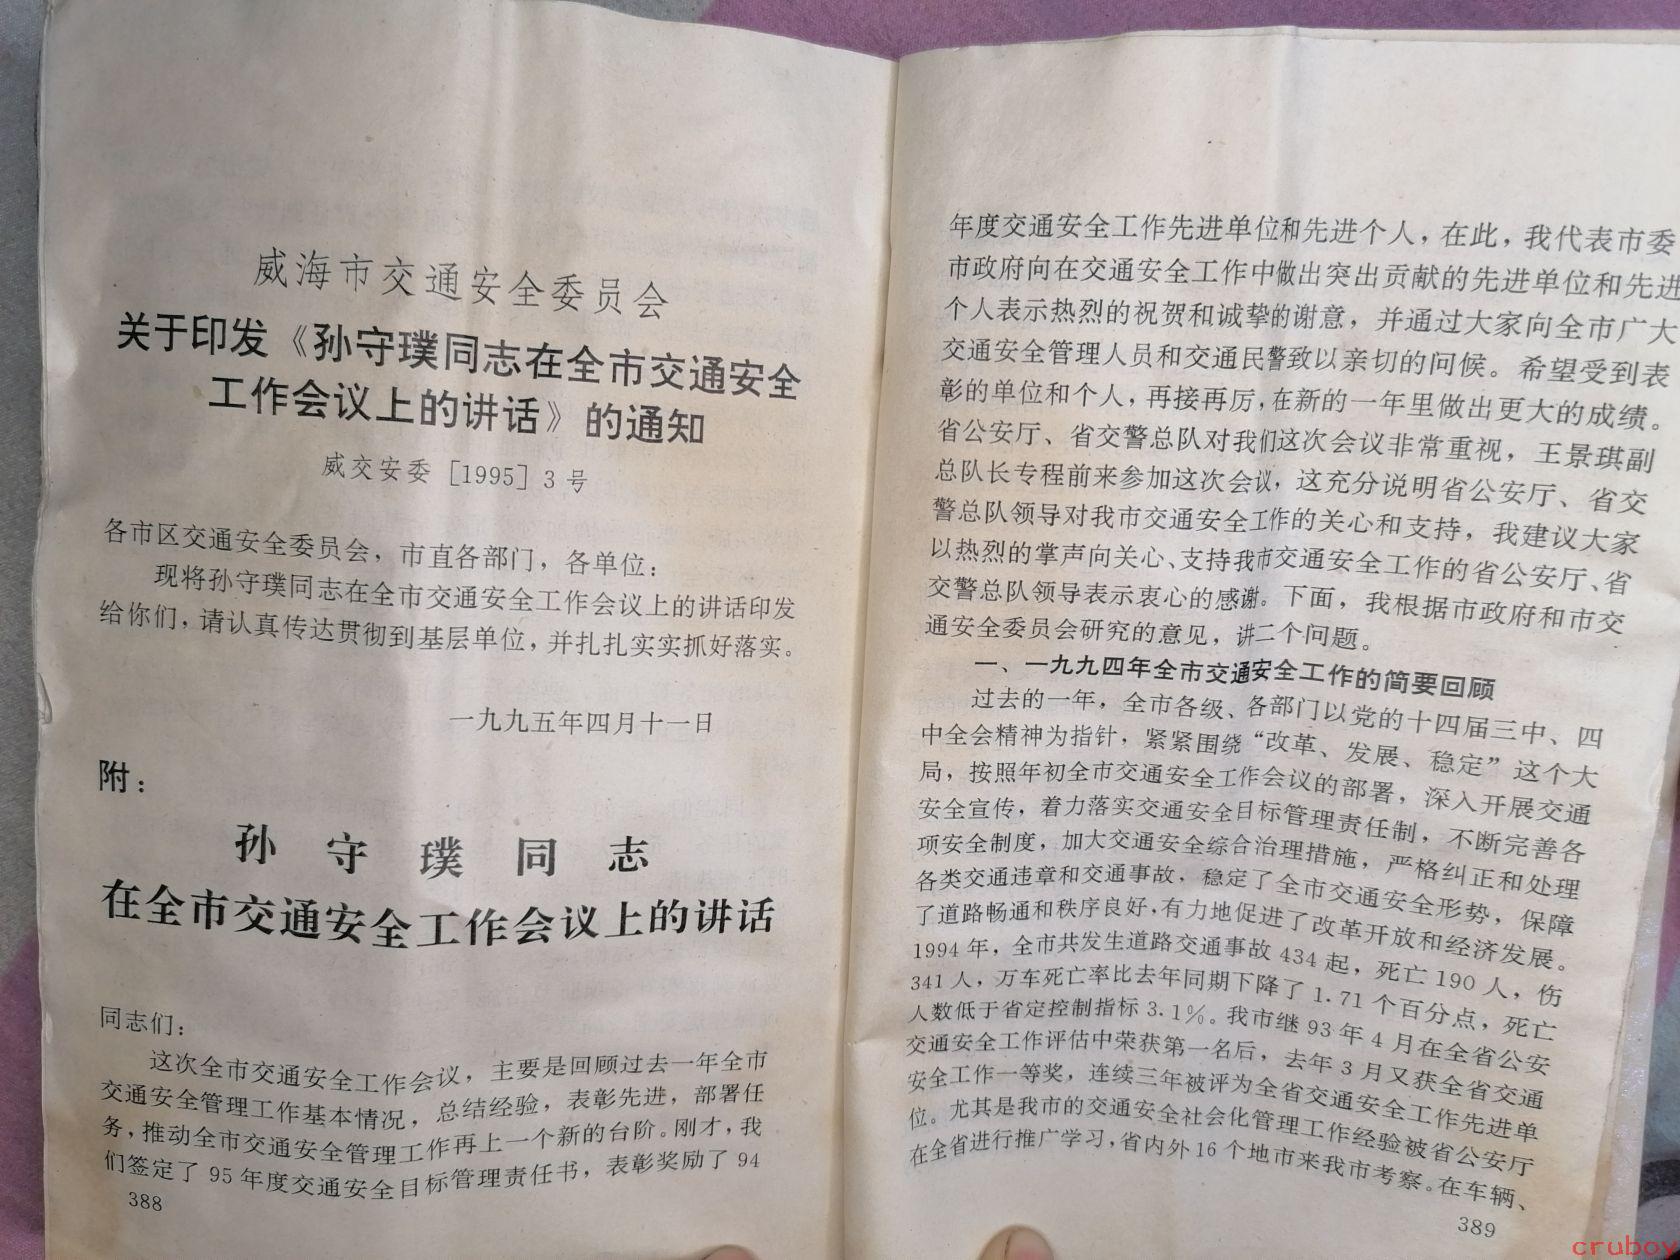 威海市交通安全委员会
关于印发《孙守璞同志在全市交通安全
工作会议上的讲话》的通知
威交安委［1995］3号
各市区交通安全委员会，市直各部门，各单位：
现将孙守璞同志在全市交通安全工作会议上的讲话印发
给你们，请认真传达贯彻到基层单位，并扎扎实实抓好落实。
一九九五年四月十一日
附：
孙守璞同志
在全市交通安全工作会议上的讲话
同志们：
这次全市交通安全工作会议，主要是回顾过去一年全市
交通安全管理工作基本情况，总结经验，表彰先进，部署任
务，推动全市交通安全管理工作再上一个新的台阶。刚才，我
们签定了95年度交通安全目标管理责任书，表彰奖励了94
388
年度交通安全工作先进单位和先进个人，在此，我代表市委
市政府向在交通安全工作中做出突出贡献的先进单位和先进
个人表示热烈的祝贺和诚挚的谢意，并通过大家向全市广大
交通安全管理人员和交通民警致以亲切的问候。希望受到表
彰的单位和个人，再接再厉，在新的一年里做出更大的成绩。
省公安厅、省交警总队对我们这次会议非常重视，王景琪副
总队长专程前来参加这次会议，这充分说明省公安厅、省交
警总队领导对我市交通安全工作的关心和支持，我建议大家
以热烈的掌声向关心、支持我市交通安全工作的省公安厅、省
交警总队领导表示衷心的感谢。下面，我根据市政府和市交
通安全委员会研究的意见，讲二个问题。
一、一九九四年全市交通安全工作的简要回顾
过去的一年，全市各级、各部门以党的十四届三中、四
中全会精神为指针，紧紧围绕“改革、发展、稳定”这个大
局，按照年初全市交通安全工作会议的部署，深入开展交通
安全宣传，着力落实交通安全目标管理责任制，不断完善各
项安全制度，加大交通安全综合治理措施，严格纠正和处理
各类交通违章和交通事故，稳定了全市交通安全形势，保障
了道路畅通和秩序良好，有力地促进了改革开放和经济发展。
1994年，全市共发生道路交通事故434起，死亡190人，伤
341人，万车死亡率比去年同期下降了1.71个百分点，死亡
人数低于省定控制指标3.1％。我市继93年4月在全省公安
交通安全工作评估中荣获第一名后，去年3月又获全省交通
安全工作一等奖，连续三年被评为全省交通安全工作先进单
位。尤其是我市的交通安全社会化管理工作经验被省公安厅
在全省进行推广学习，省内外16个地市来我市考察。在车辆、
389
cruboy